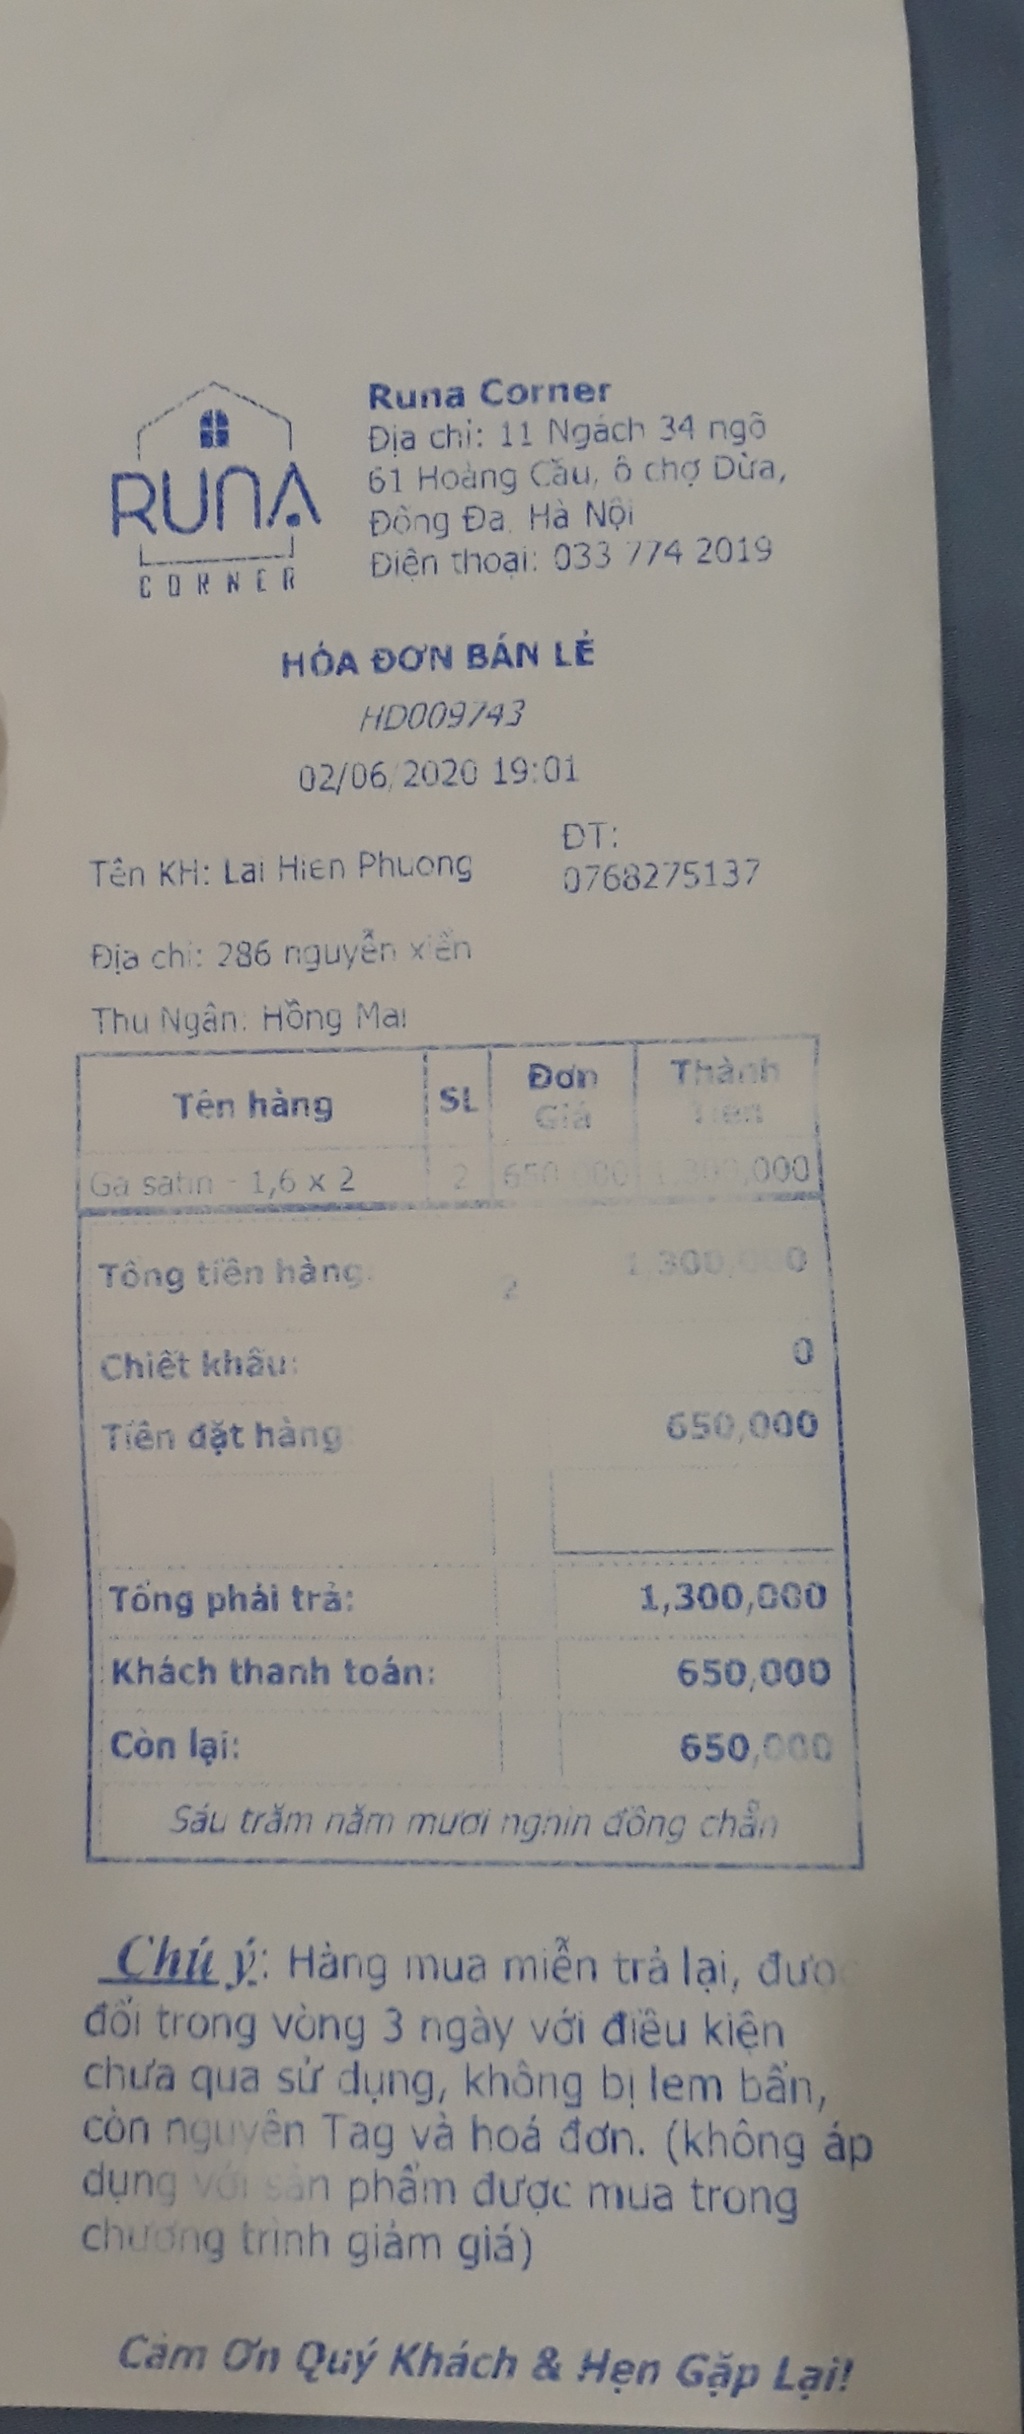 RUNA
CORNER
Runa Corner
Địa chỉ: 11 Ngách 34 ngõ
61 Hoàng Cầu, ô chợ Dừa,
Đống Đa, Hà Nội
Điện thoại: 033 774 2019
HÓA ĐƠN BÁN LẺ
HD009743
02/06/2020 19:01
ĐT:
Tên KH: Lai Hien Phuong 0768275137
Địa chỉ: 286 nguyễn xiển
Thu Ngân: Hồng Mai
Tên hàng SL Đơn Giá Thành Tiền
Ga satin - 1,6 x 2 2 650,000 1,300,000
Tổng tiền hàng: 2 1,300,000
Chiết khấu: 0
Tiền đặt hàng 650,000
Tổng phải trả: 1,300,000
Khách thanh toán: 650,000
Còn lại: 650,000
Sáu trăm năm mươi nghìn đồng chẵn
Chú ý: Hàng mua miễn trả lại, được
đổi trong vòng 3 ngày với điều kiện
chưa qua sử dụng, không bị lem bẩn,
còn nguyên Tag và hoá đơn. (không áp
dụng với sản phẩm được mua trong
chương trình giảm giá)
Cảm Ơn Quý Khách & Hẹn Gặp Lại!